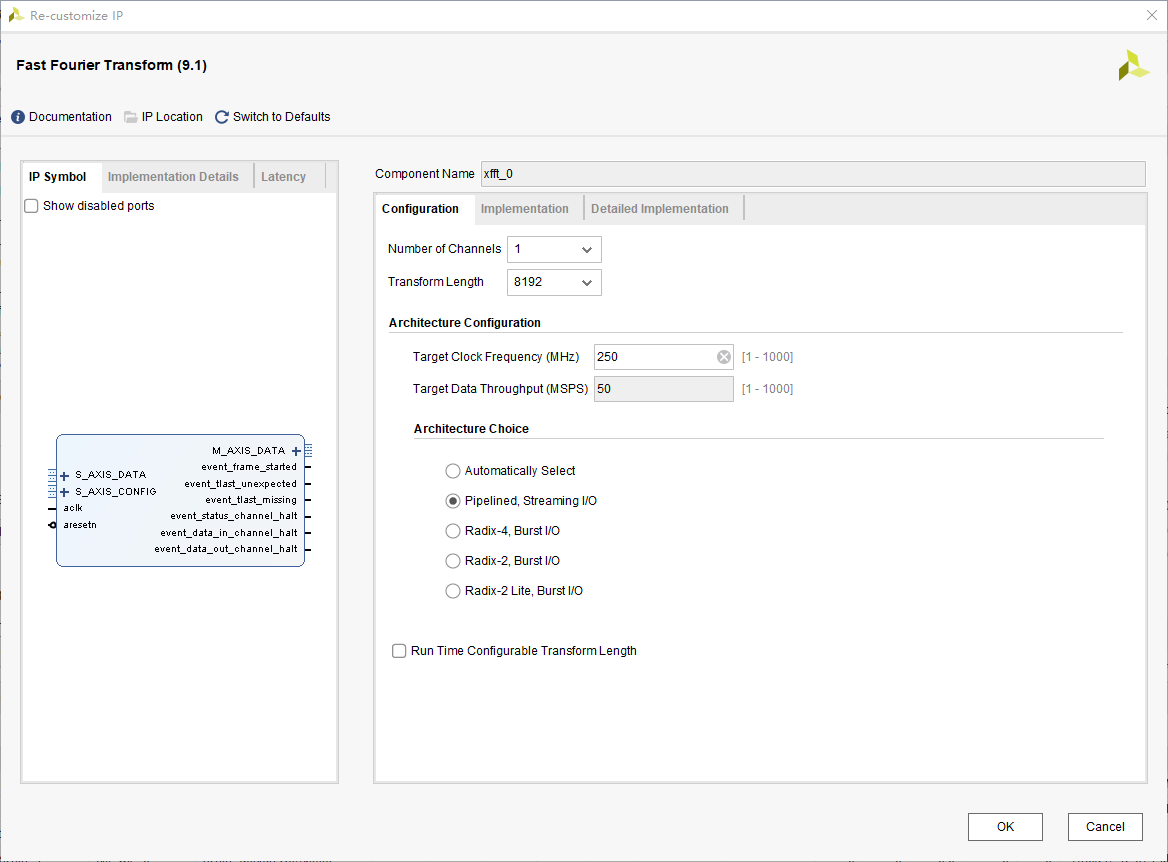 Re-customize IP
Fast Fourier Transform (9.1)
Documentation IP Location Switch to Defaults
IP Symbol Implementation Details Latency
Show disabled ports
M_AXIS_DATA
event_frame_started
S_AXIS_DATA
event_tlast_unexpected
S_AXIS_CONFIG
event_tlast_missing
aclk
event_status_channel_halt
aresetn
event_data_in_channel_halt
event_data_out_channel_halt
Component Name xfft_0
Configuration Implementation Detailed Implementation
Number of Channels 1
Transform Length 8192
Architecture Configuration
Target Clock Frequency (MHz) 250 [1 - 1000]
Target Data Throughput (MSPS) 50 [1 - 1000]
Architecture Choice
Automatically Select
Pipelined, Streaming I/O
Radix-4, Burst I/O
Radix-2, Burst I/O
Radix-2 Lite, Burst I/O
Run Time Configurable Transform Length
OK Cancel